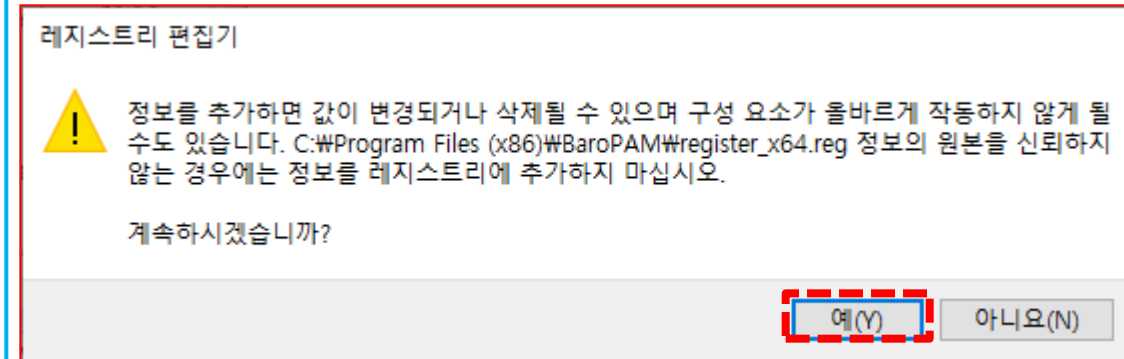 레지스트리 편집기
정보를 추가하면 값이 변경되거나 삭제될 수 있으며 구성 요소가 올바르게 작동하지 않게 될
수도 있습니다. C:₩Program Files (x86)₩BaroPAM₩register_x64.reg 정보의 원본을 신뢰하지
않는 경우에는 정보를 레지스트리에 추가하지 마십시오.
계속하시겠습니까?
예(Y) 아니요(N)